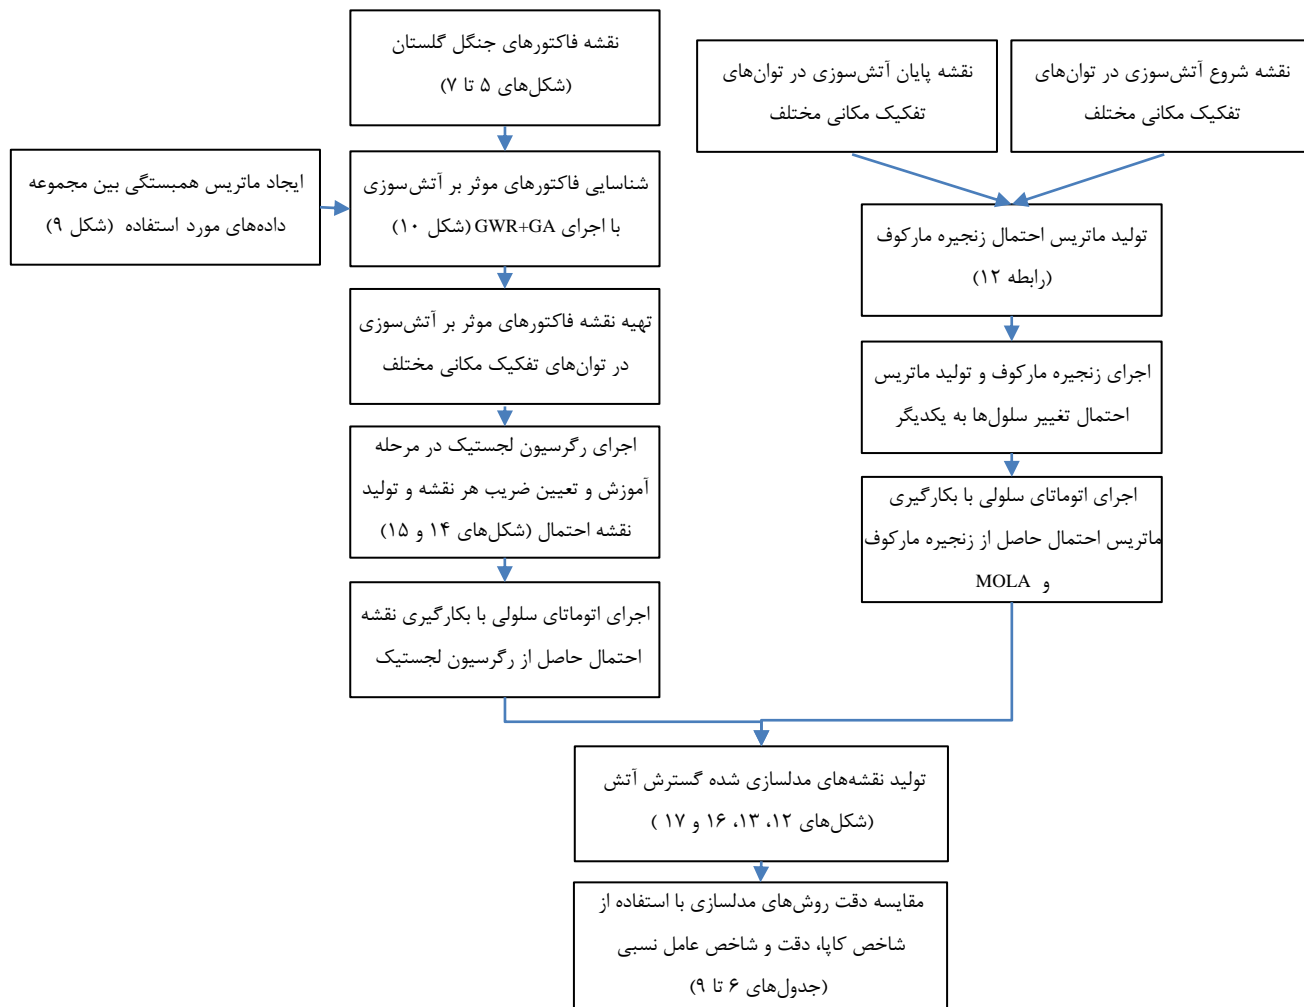 نقشه فاکتورهای جنگل گلستان
(شکل‌های ۵ تا ۷)
نقشه شروع آتش‌سوزی در توان‌های
تفکیک مکانی مختلف
نقشه پایان آتش‌سوزی در توان‌های
تفکیک مکانی مختلف
ایجاد ماتریس همبستگی بین مجموعه
داده‌های مورد استفاده (شکل ۹)
شناسایی فاکتورهای موثر بر آتش‌سوزی
با اجرای GWR+GA (شکل ۱۰)
تولید ماتریس احتمال زنجیره مارکوف
(رابطه ۱۲)
تهیه نقشه فاکتورهای موثر بر آتش‌سوزی
در توان‌های تفکیک مکانی مختلف
اجرای زنجیره مارکوف و تولید ماتریس
احتمال تغییر سلول‌ها به یکدیگر
اجرای رگرسیون لجستیک در مرحله
آموزش و تعیین ضریب هر نقشه و تولید
نقشه احتمال (شکل‌های ۱۴ و ۱۵)
اجرای اتوماتای سلولی با بکارگیری
ماتریس احتمال حاصل از زنجیره مارکوف
و MOLA
اجرای اتوماتای سلولی با بکارگیری نقشه
احتمال حاصل از رگرسیون لجستیک
تولید نقشه‌های مدلسازی شده گسترش آتش
(شکل‌های ۱۲، ۱۳، ۱۶ و ۱۷ )
مقایسه دقت روش‌های مدلسازی با استفاده از
شاخص کاپا، دقت و شاخص عامل نسبی
(جدول‌های ۶ تا ۹)